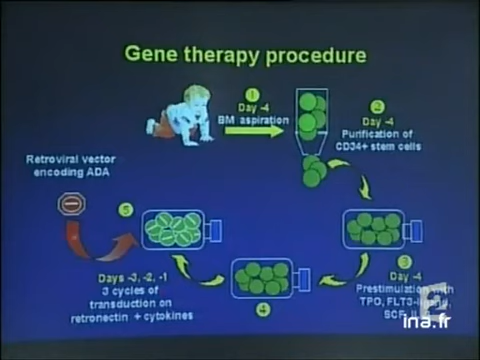 Gene therapy procedure
1
Day -4
BM aspiration
2
Day -4
Purification of
CD34+ stem cells
Retroviral vector
encoding ADA
5
3
Day -4
Prestimulation with
TPO, FLT3-
SCF,
Days -3, -2, -1
3 cycles of
transduction on
retronectin + cytokines
4
2
ina.fr